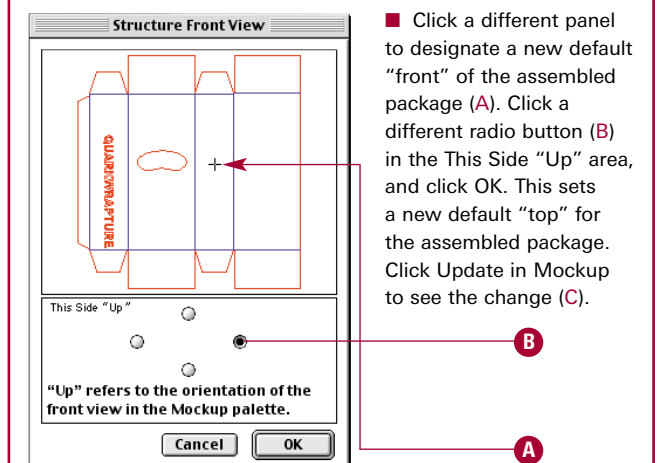 Structure Front View
QUARKWRAPTURE
This Side "Up"
"Up" refers to the orientation of the
front view in the Mockup palette.
Cancel
OK
■ Click a different panel
to designate a new default
“front” of the assembled
package (A). Click a
different radio button (B)
in the This Side “Up” area,
and click OK. This sets
a new default “top” for
the assembled package.
Click Update in Mockup
to see the change (C).
B
A